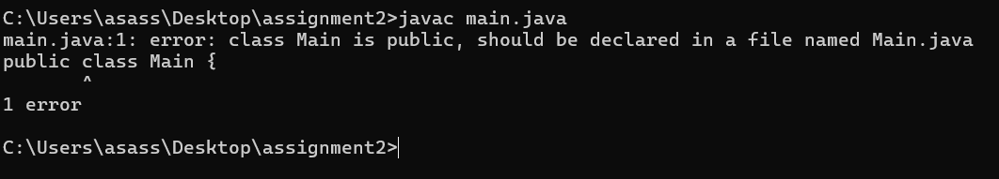 C:\Users\asass\Desktop\assignment2>javac main.java
main.java:1: error: class Main is public, should be declared in a file named Main.java
public class Main {
       ^
1 error
C:\Users\asass\Desktop\assignment2>